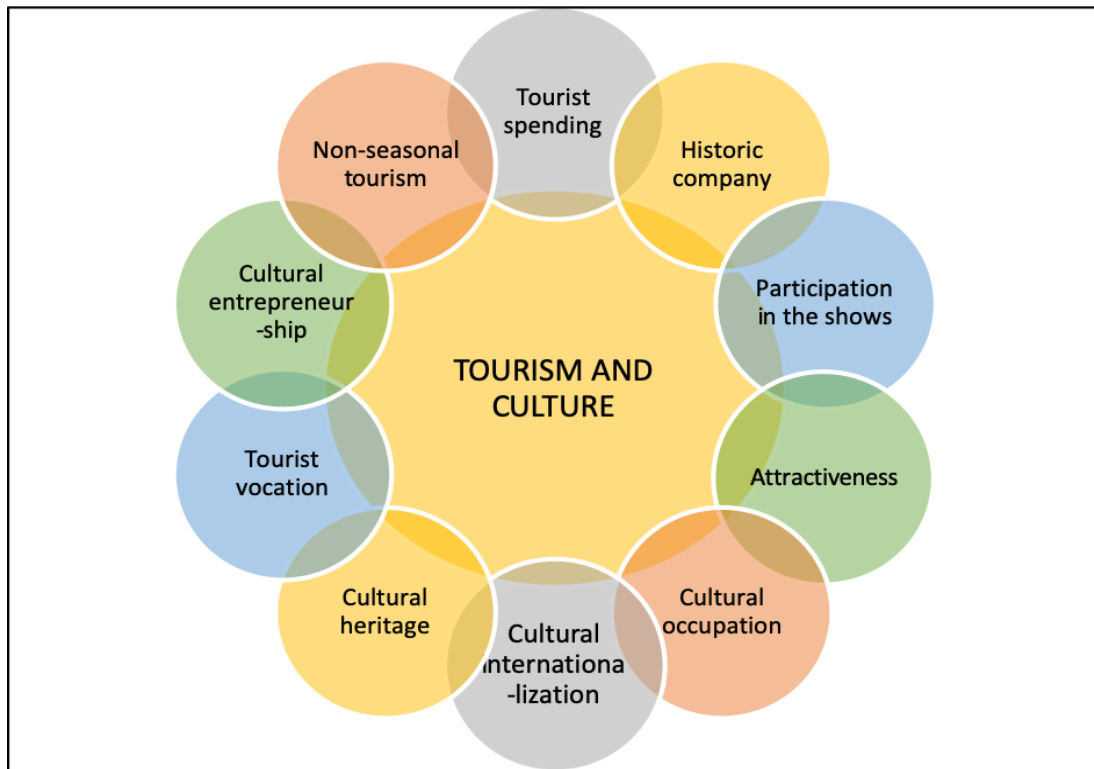 Tourist
spending
Historic
company
Participation
in the shows
Attractiveness
Cultural
occupation
Cultural
internationa
-lization
Cultural
heritage
Tourist
vocation
Cultural
entrepreneur
-ship
Non-seasonal
tourism
TOURISM AND
CULTURE